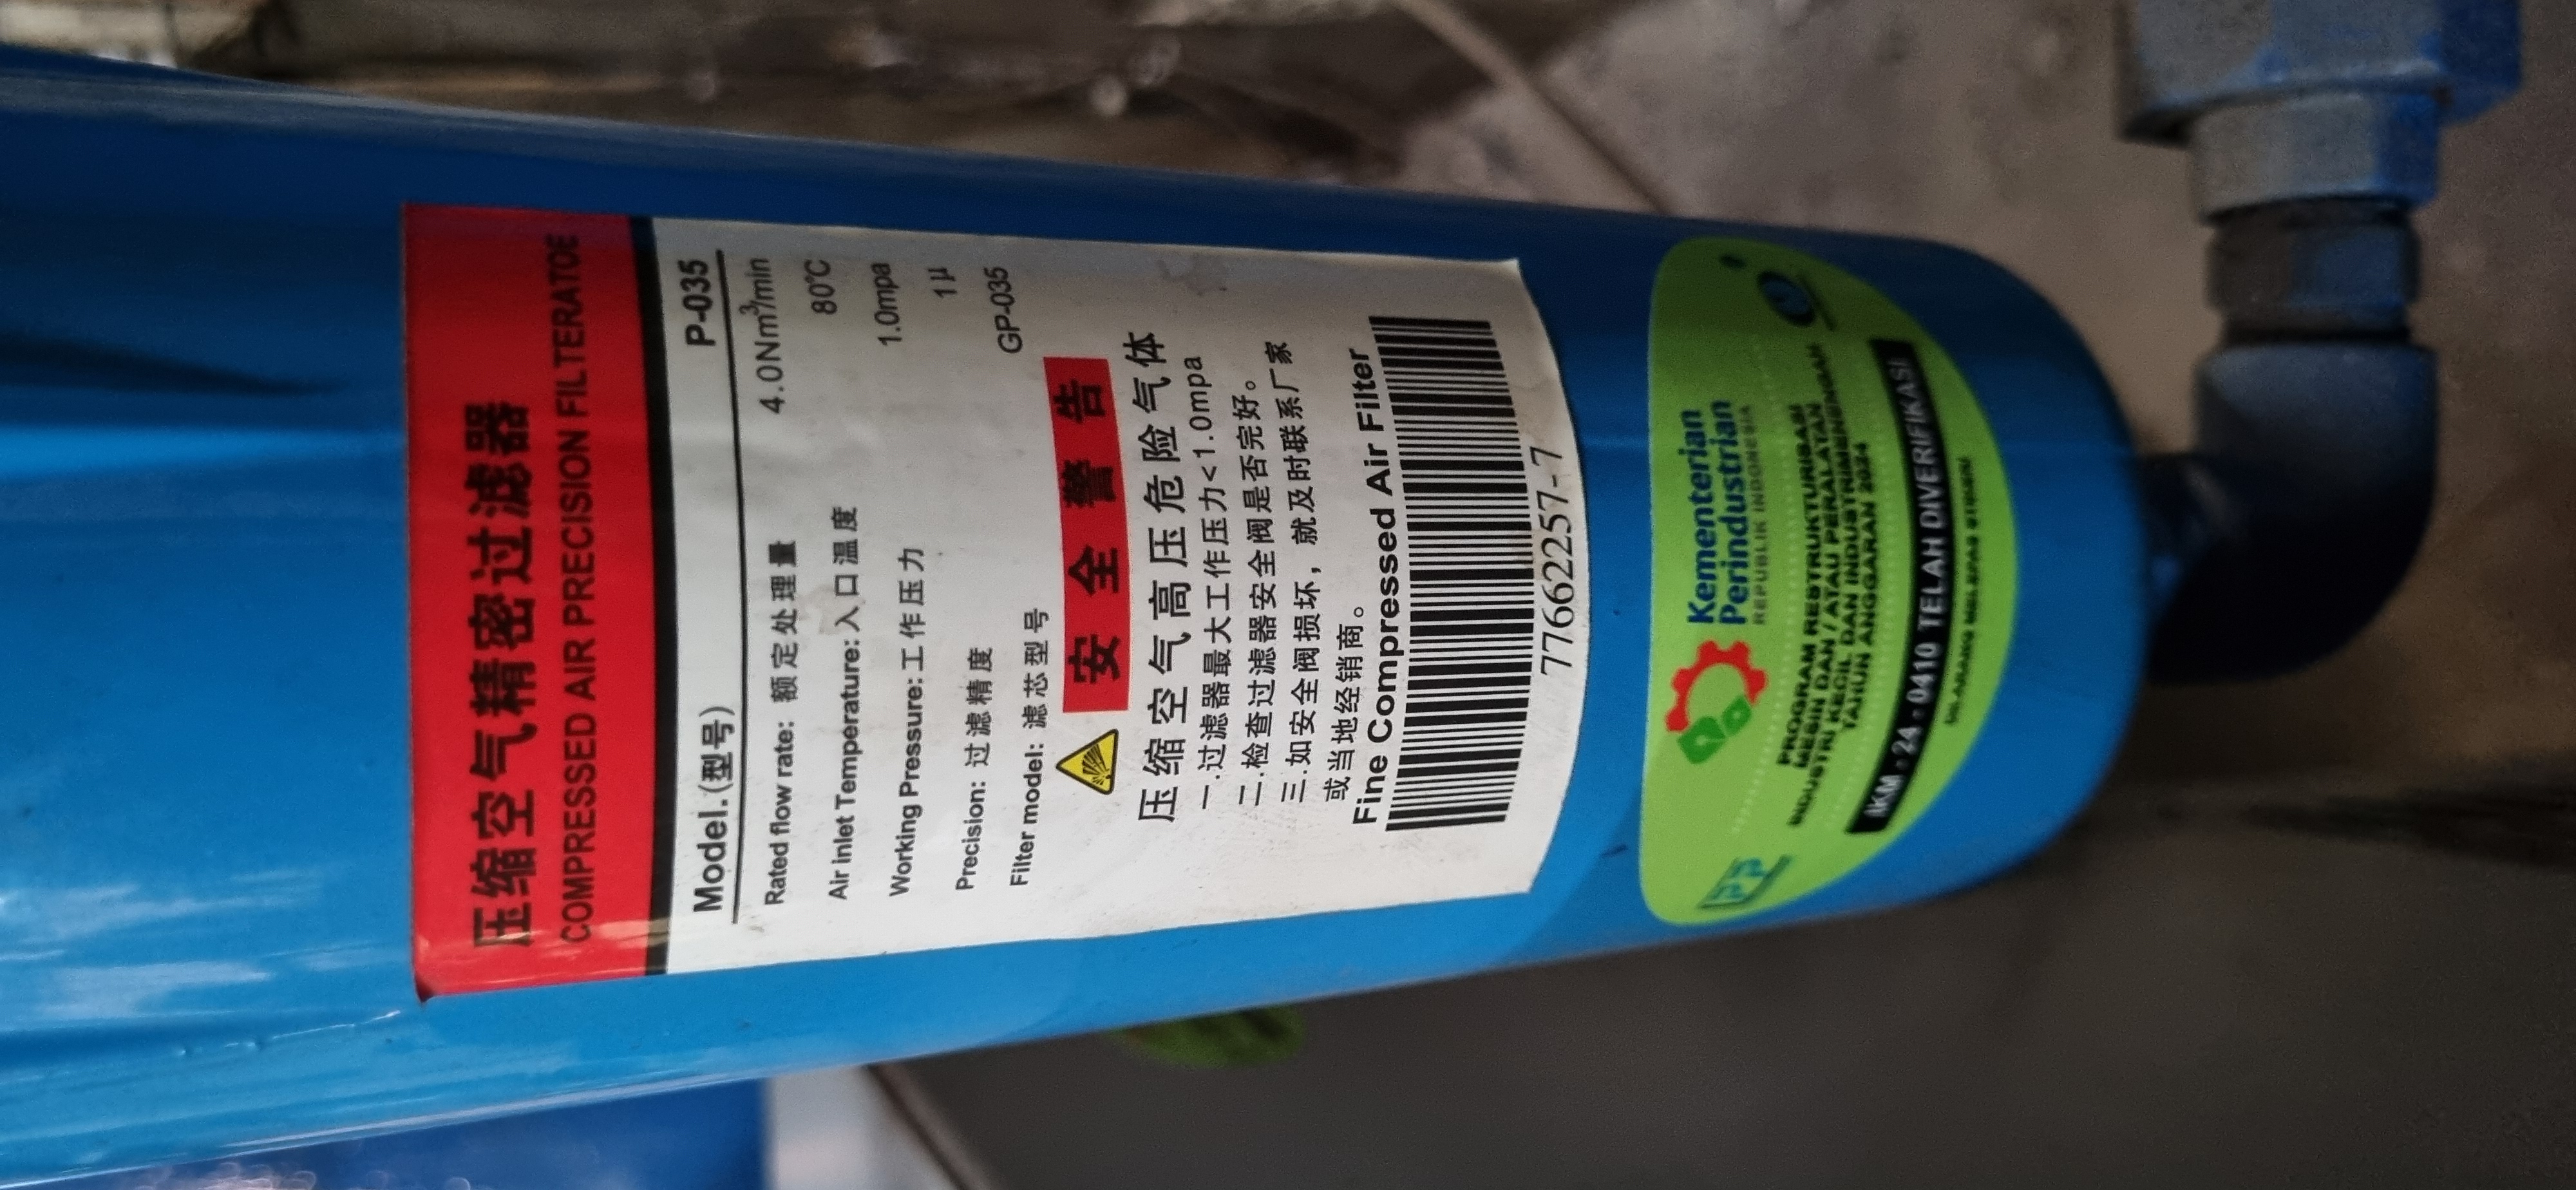 压缩空气精密过滤器
COMPRESSED AIR PRECISION FILTERATOE
Model.(型号) P-035
Rated flow rate: 额定处理量 4.0Nm³/min
Air inlet Temperature: 入口温度 80℃
Working Pressure: 工作压力 1.0mpa
Precision: 过滤精度 1μ
Filter model: 滤芯型号 GP-035
安全警告
压缩空气高压危险气体
一.过滤器最大工作压力<1.0mpa
二.检查过滤器安全阀是否完好。
三.如安全阀损坏，就及时联系厂家
或当地经销商。
Fine Compressed Air Filter
77662257-7
Kementerian
Perindustrian
REPUBLIK INDONESIA
PROGRAM RESTRUKTURISASI
MESIN DAN / ATAU PERALATAN
INDUSTRI KECIL DAN INDUSTRI MENENGAH
TAHUN ANGGARAN 2024
IKM - 24 - 0410 TELAH DIVERIFIKASI